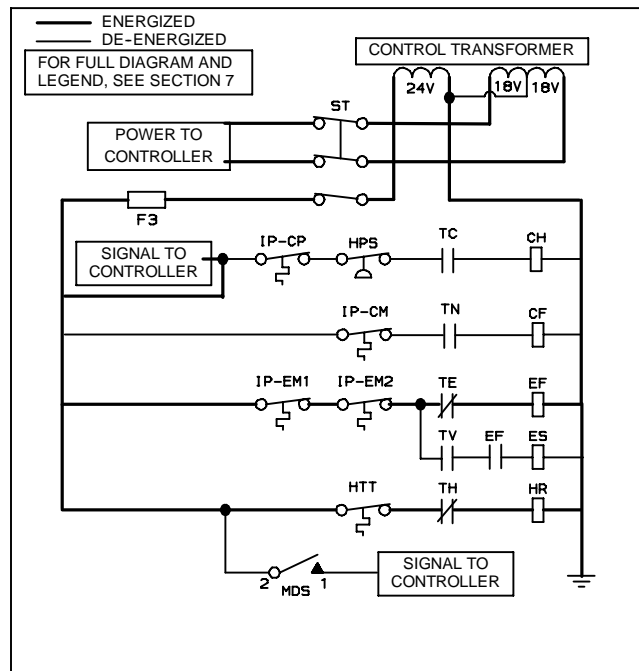 ENERGIZED
DE-ENERGIZED
FOR FULL DIAGRAM AND
LEGEND, SEE SECTION 7
CONTROL TRANSFORMER
24V
18V
18V
ST
POWER TO
CONTROLLER
F3
SIGNAL TO
CONTROLLER
IP-CP
HPS
TC
CH
IP-CM
TN
CF
IP-EM1
IP-EM2
TE
EF
TV
EF
ES
HTT
TH
HR
2
MDS
1
SIGNAL TO
CONTROLLER